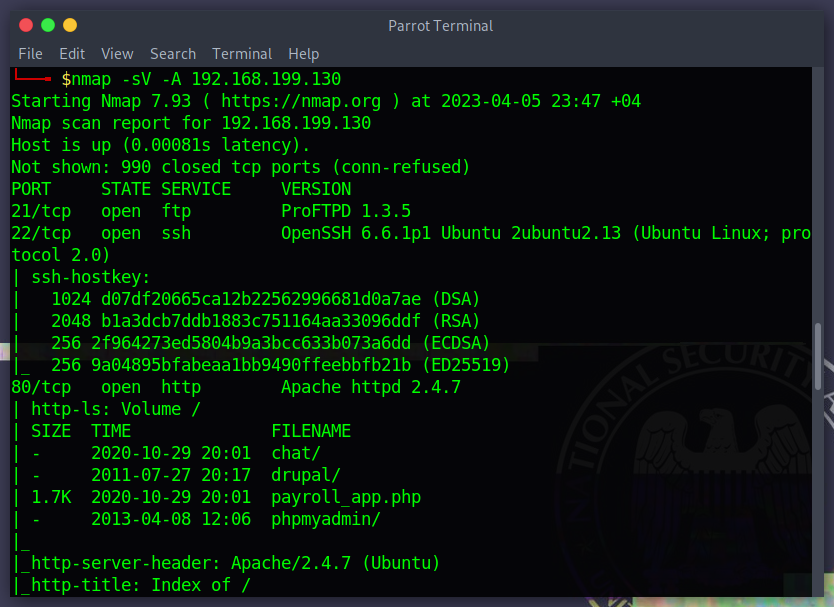 Parrot Terminal
File Edit View Search Terminal Help
$nmap -sV -A 192.168.199.130
Starting Nmap 7.93 ( https://nmap.org ) at 2023-04-05 23:47 +04
Nmap scan report for 192.168.199.130
Host is up (0.00081s latency).
Not shown: 990 closed tcp ports (conn-refused)
PORT     STATE SERVICE     VERSION
21/tcp   open  ftp         ProFTPD 1.3.5
22/tcp   open  ssh         OpenSSH 6.6.1p1 Ubuntu 2ubuntu2.13 (Ubuntu Linux; pro
tocol 2.0)
| ssh-hostkey:
|   1024 d07df20665ca12b22562996681d0a7ae (DSA)
|   2048 b1a3dcb7ddb1883c751164aa33096ddf (RSA)
|   256 2f964273ed5804b9a3bcc633b073a6dd (ECDSA)
|_  256 9a04895bfabeaa1bb9490ffeebbfb21b (ED25519)
80/tcp   open  http        Apache httpd 2.4.7
| http-ls: Volume /
| SIZE  TIME              FILENAME
| -     2020-10-29 20:01  chat/
| -     2011-07-27 20:17  drupal/
| 1.7K  2020-10-29 20:01  payroll_app.php
| -     2013-04-08 12:06  phpmyadmin/
|_
|_http-server-header: Apache/2.4.7 (Ubuntu)
|_http-title: Index of /